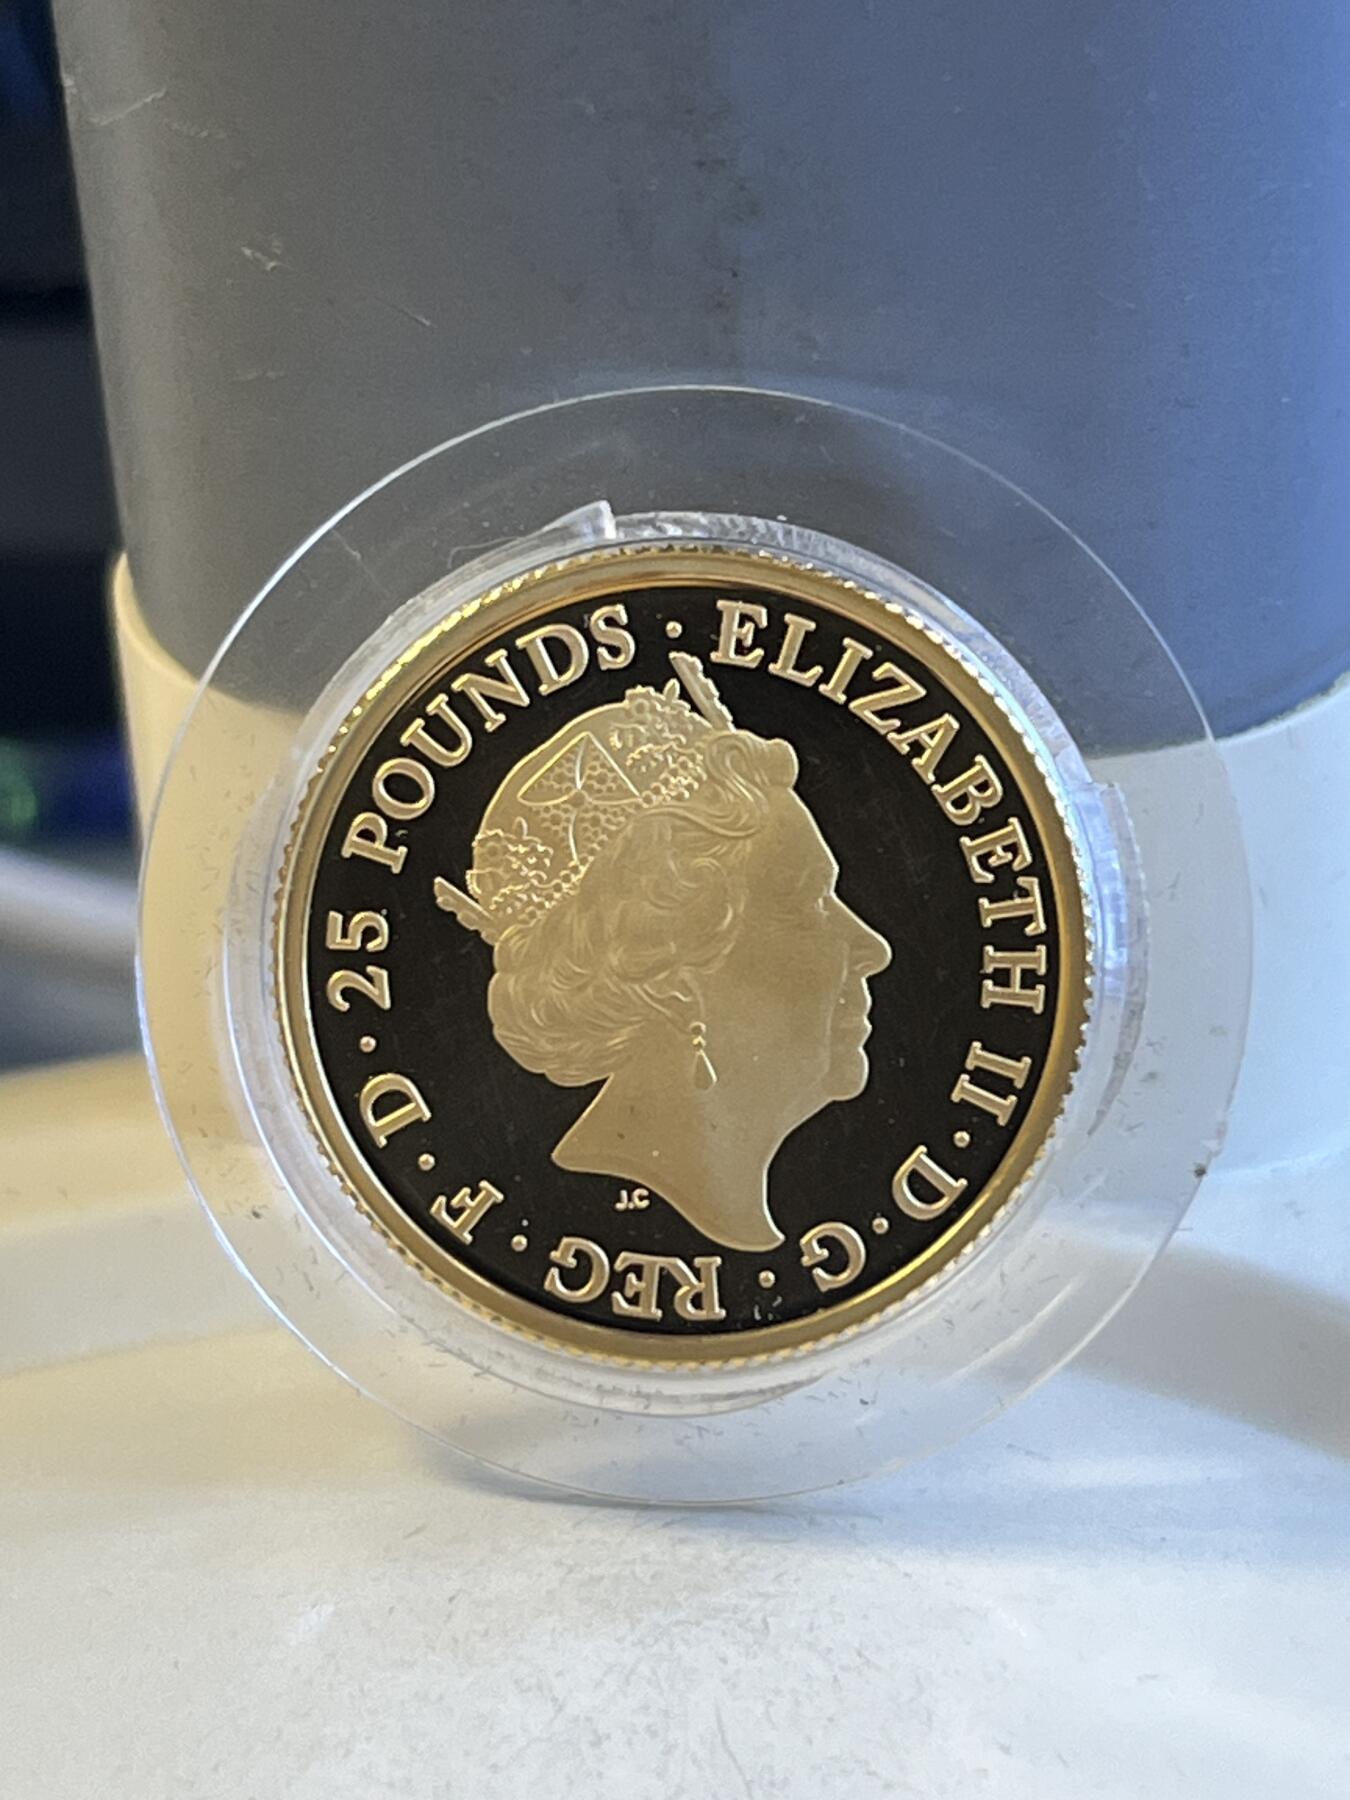 ELIZABETH II · D · G · REG · F · D · 25 POUNDS ·
J.C